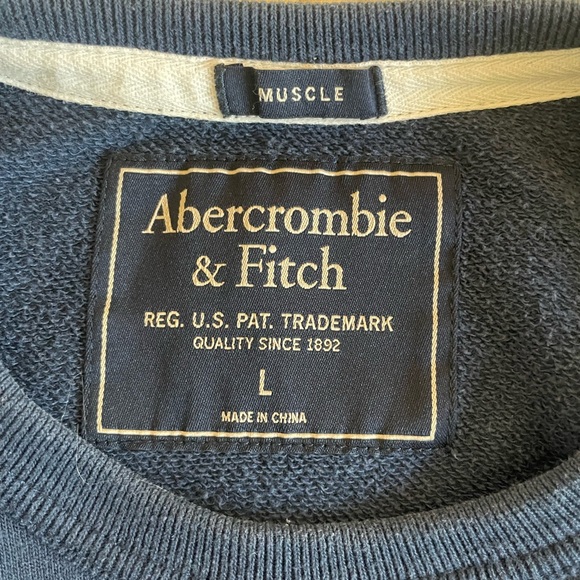 MUSCLE
Abercrombie
& Fitch
REG. U.S. PAT. TRADEMARK
QUALITY SINCE 1892
L
MADE IN CHINA